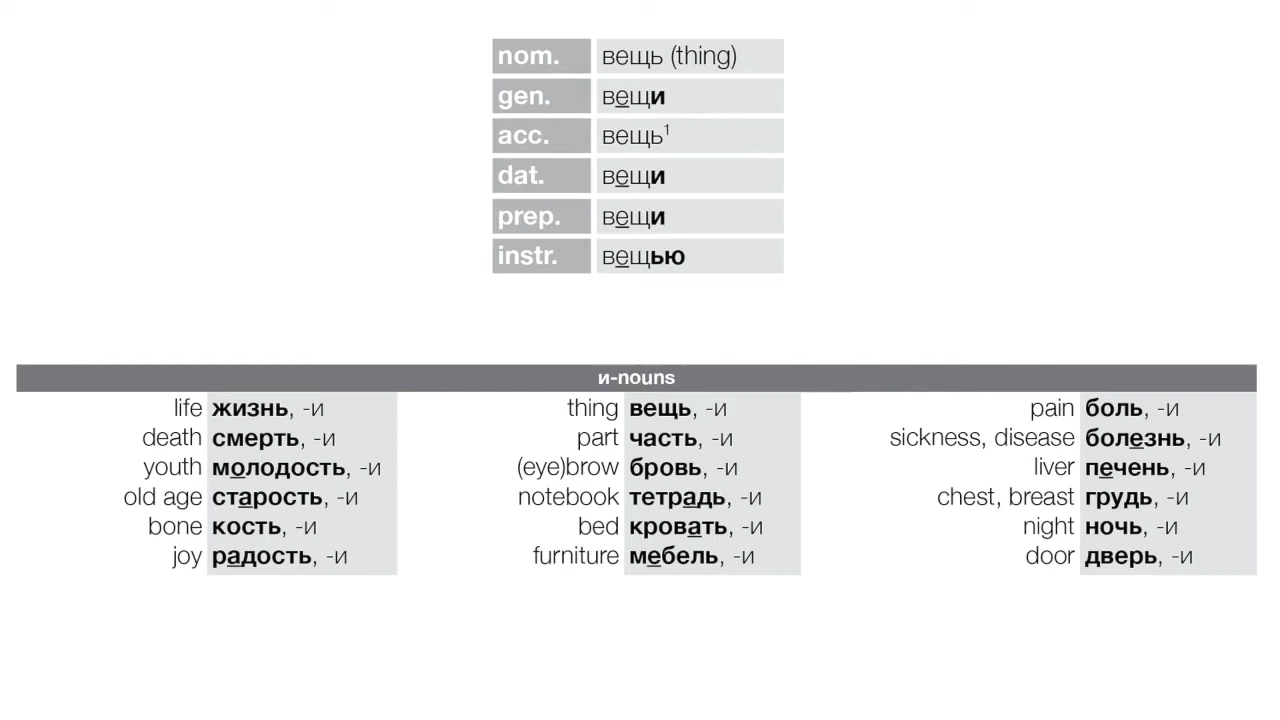 nom. вещь (thing)
gen. вещи
acc. вещь¹
dat. вещи
prep. вещи
instr. вещью
и-nouns
life жизнь, -и
death смерть, -и
youth молодость, -и
old age старость, -и
bone кость, -и
joy радость, -и
thing вещь, -и
part часть, -и
(eye)brow бровь, -и
notebook тетрадь, -и
bed кровать, -и
furniture мебель, -и
pain боль, -и
sickness, disease болезнь, -и
liver печень, -и
chest, breast грудь, -и
night ночь, -и
door дверь, -и